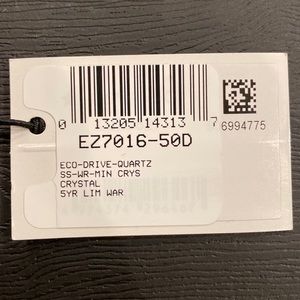 0 13205 14313 7
6994775
EZ7016-50D
ECO-DRIVE-QUARTZ
SS-WR-MIN CRYS
CRYSTAL
5YR LIM WAR